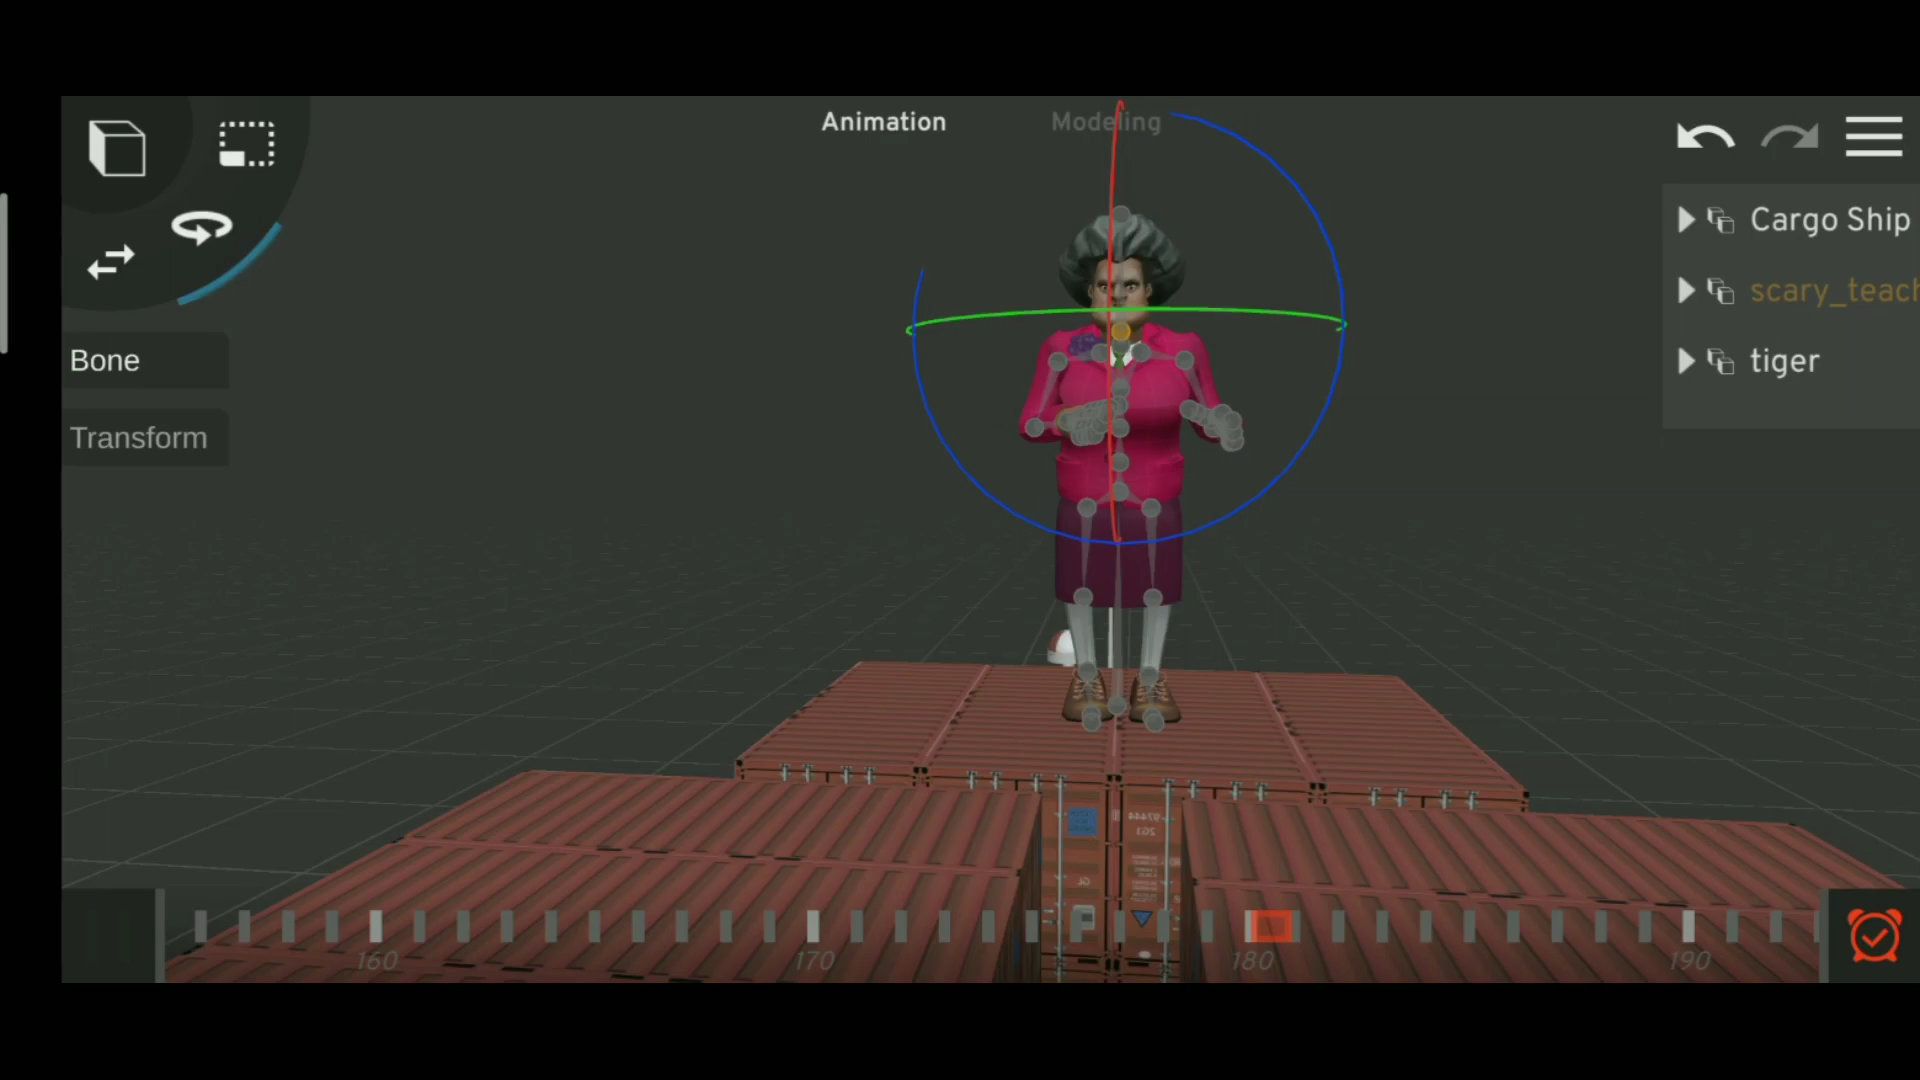 Animation
Modeling
Cargo Ship
scary_teach
tiger
Bone
Transform
160
170
180
190